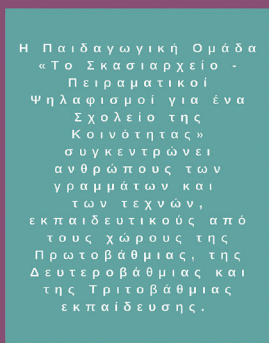 Η Παιδαγωγική Ομάδα
«Το Σκασιαρχείο -
Πειραματικοί
Ψηλαφισμοί για ένα
Σχολείο της
Κοινότητας»
συγκεντρώνει
ανθρώπους των
γραμμάτων και
των τεχνών,
εκπαιδευτικούς από
τους χώρους της
Πρωτοβάθμιας, της
Δευτεροβάθμιας και
της Τριτοβάθμιας
εκπαίδευσης.